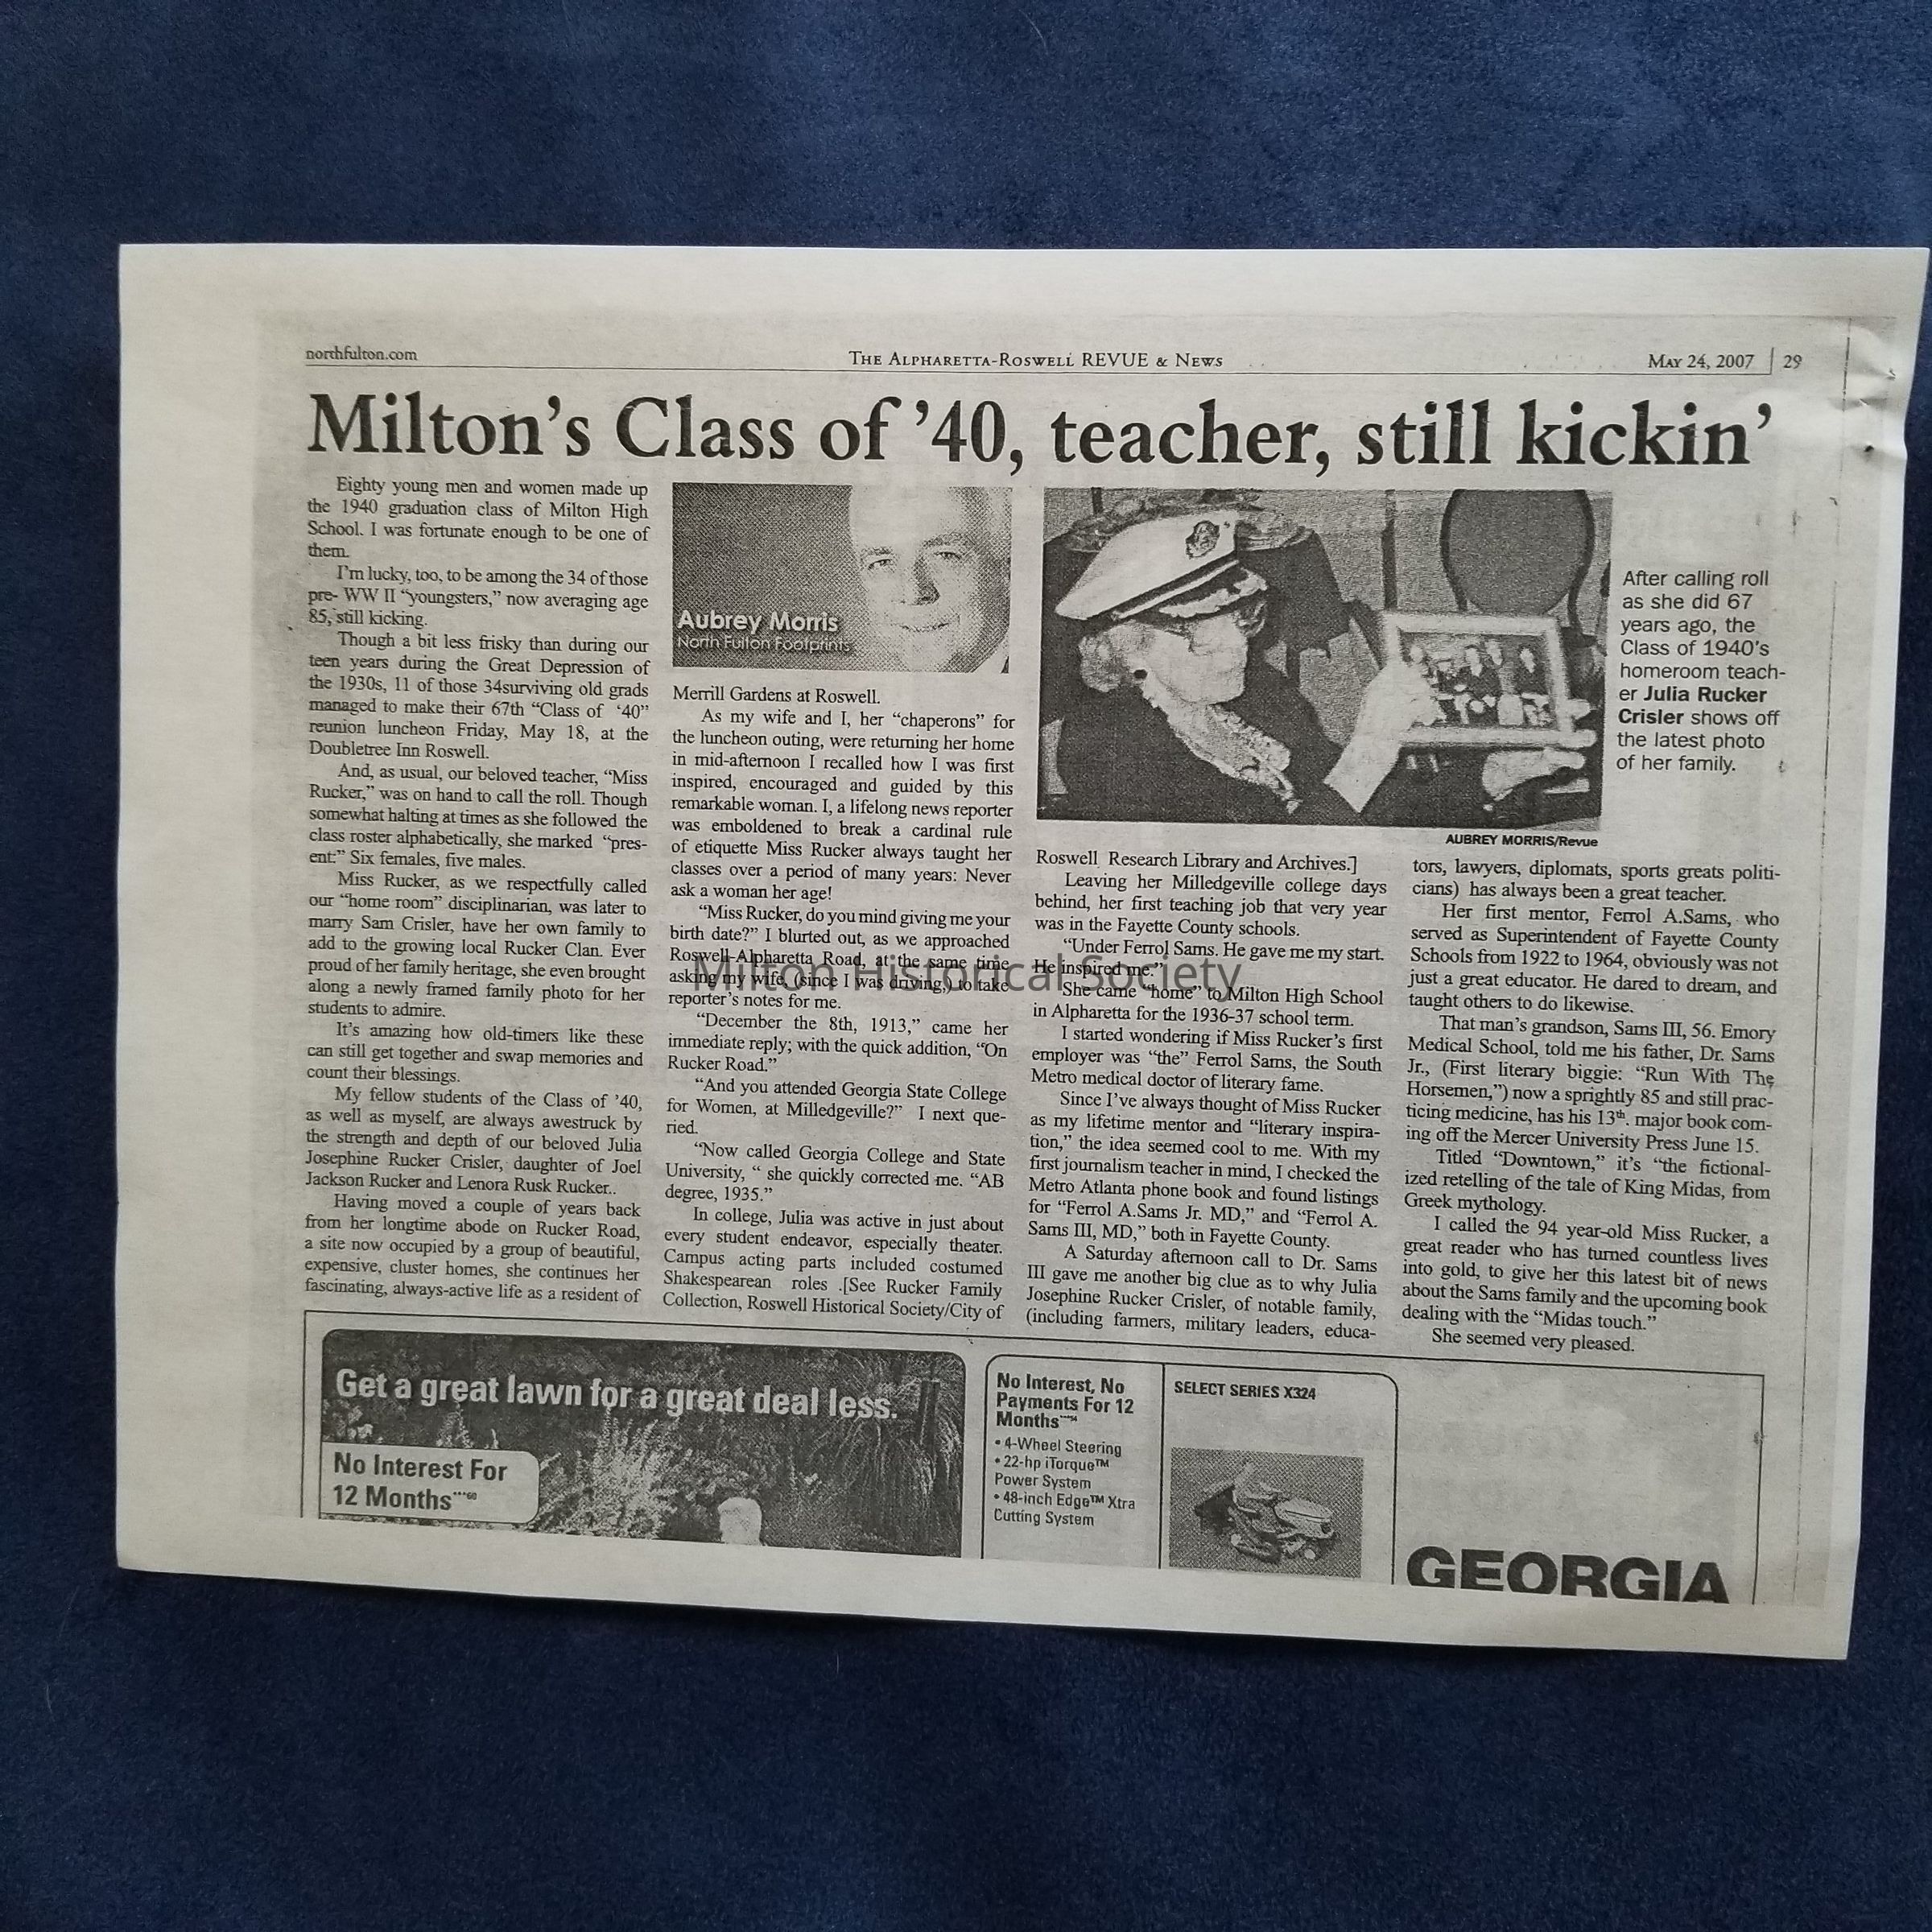 northfulton.com
THE ALPHARETTA-ROSWELL REVUE & NEWS
MAY 24, 2007 | 29
Milton's Class of '40, teacher, still kickin'
Eighty young men and women made up
the 1940 graduation class of Milton High
School. I was fortunate enough to be one of
them.
I'm lucky, too, to be among the 34 of those
pre- WW II "youngsters," now averaging age
85, still kicking.
Though a bit less frisky than during our
teen years during the Great Depression of
the 1930s, 11 of those 34surviving old grads
managed to make their 67th "Class of '40"
reunion luncheon Friday, May 18, at the
Doubletree Inn Roswell.
And, as usual, our beloved teacher, "Miss
Rucker," was on hand to call the roll. Though
somewhat halting at times as she followed the
class roster alphabetically, she marked "pres-
ent:" Six females, five males.
Miss Rucker, as we respectfully called
our "home room" disciplinarian, was later to
marry Sam Crisler, have her own family to
add to the growing local Rucker Clan. Ever
proud of her family heritage, she even brought
along a newly framed family photo for her
students to admire.
It's amazing how old-timers like these
can still get together and swap memories and
count their blessings.
My fellow students of the Class of '40,
as well as myself, are always awestruck by
the strength and depth of our beloved Julia
Josephine Rucker Crisler, daughter of Joel
Jackson Rucker and Lenora Rusk Rucker..
Having moved a couple of years back
from her longtime abode on Rucker Road,
a site now occupied by a group of beautiful,
expensive, cluster homes, she continues her
fascinating, always-active life as a resident of
Aubrey Morris
North Fulton Footprints
Merrill Gardens at Roswell.
As my wife and I, her "chaperons" for
the luncheon outing, were returning her home
in mid-afternoon I recalled how I was first
inspired, encouraged and guided by this
remarkable woman. I, a lifelong news reporter
was emboldened to break a cardinal rule
of etiquette Miss Rucker always taught her
classes over a period of many years: Never
ask a woman her age!
"Miss Rucker, do you mind giving me your
birth date?" I blurted out, as we approached
Roswell-Alpharetta Road, at the same time
asking my wife, (since I was driving,) to take
reporter's notes for me.
"December the 8th, 1913," came her
immediate reply; with the quick addition, "On
Rucker Road."
"And you attended Georgia State College
for Women, at Milledgeville?" I next que-
ried.
"Now called Georgia College and State
University, " she quickly corrected me. "AB
degree, 1935."
In college, Julia was active in just about
every student endeavor, especially theater.
Campus acting parts included costumed
Shakespearean roles .[See Rucker Family
Collection, Roswell Historical Society/City of
After calling roll
as she did 67
years ago, the
Class of 1940's
homeroom teach-
er Julia Rucker
Crisler shows off
the latest photo
of her family.
AUBREY MORRIS/Revue
Roswell Research Library and Archives.]
Leaving her Milledgeville college days
behind, her first teaching job that very year
was in the Fayette County schools.
"Under Ferrol Sams. He gave me my start.
He inspired me."
She came "home" to Milton High School
in Alpharetta for the 1936-37 school term.
I started wondering if Miss Rucker's first
employer was "the" Ferrol Sams, the South
Metro medical doctor of literary fame.
Since I've always thought of Miss Rucker
as my lifetime mentor and "literary inspira-
tion," the idea seemed cool to me. With my
first journalism teacher in mind, I checked the
Metro Atlanta phone book and found listings
for "Ferrol A.Sams Jr. MD," and "Ferrol A.
Sams III, MD," both in Fayette County.
A Saturday afternoon call to Dr. Sams
III gave me another big clue as to why Julia
Josephine Rucker Crisler, of notable family,
(including farmers, military leaders, educa-
tors, lawyers, diplomats, sports greats politi-
cians) has always been a great teacher.
Her first mentor, Ferrol A.Sams, who
served as Superintendent of Fayette County
Schools from 1922 to 1964, obviously was not
just a great educator. He dared to dream, and
taught others to do likewise.
That man's grandson, Sams III, 56. Emory
Medical School, told me his father, Dr. Sams
Jr., (First literary biggie: "Run With The
Horsemen,") now a sprightly 85 and still prac-
ticing medicine, has his 13th. major book com-
ing off the Mercer University Press June 15.
Titled "Downtown," it's "the fictional-
ized retelling of the tale of King Midas, from
Greek mythology.
I called the 94 year-old Miss Rucker, a
great reader who has turned countless lives
into gold, to give her this latest bit of news
about the Sams family and the upcoming book
dealing with the "Midas touch."
She seemed very pleased.
Milton Historical Society
Get a great lawn for a great deal less.
No Interest For
12 Months
No Interest, No
Payments For 12
Months
• 4-Wheel Steering
• 22-hp iTorque™
Power System
• 48-inch Edge™ Xtra
Cutting System
SELECT SERIES X324
GEORGIA